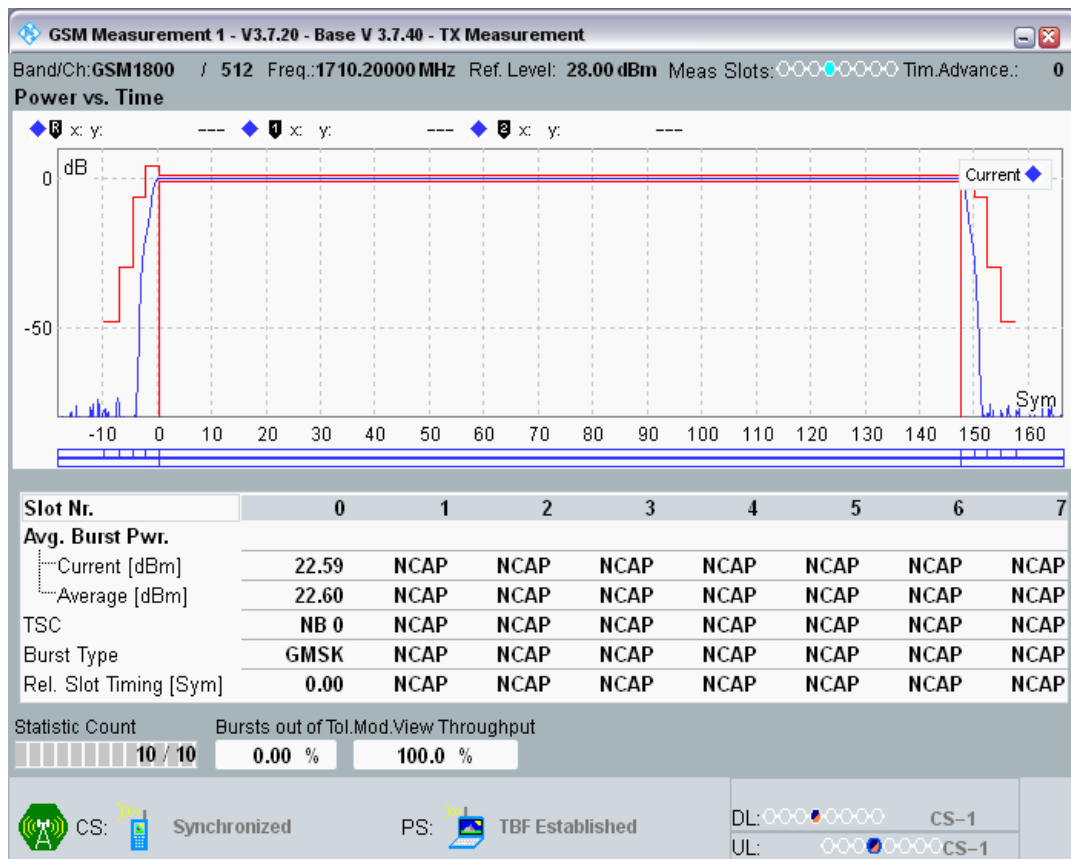 GSM Measurement 1 - V3.7.20 - Base V 3.7.40 - TX Measurement
Band/Ch:GSM1800 / 512 Freq.:1710.20000 MHz Ref. Level: 28.00 dBm Meas Slots: Tim.Advance.: 0
Power vs. Time
R x: y: --- 1 x: y: --- 2 x: y: ---
dB
Current
0
-50
Sym
-10 0 10 20 30 40 50 60 70 80 90 100 110 120 130 140 150 160
Slot Nr. 0 1 2 3 4 5 6 7
Avg. Burst Pwr.
Current [dBm] 22.59 NCAP NCAP NCAP NCAP NCAP NCAP NCAP
Average [dBm] 22.60 NCAP NCAP NCAP NCAP NCAP NCAP NCAP
TSC NB 0 NCAP NCAP NCAP NCAP NCAP NCAP NCAP
Burst Type GMSK NCAP NCAP NCAP NCAP NCAP NCAP NCAP
Rel. Slot Timing [Sym] 0.00 NCAP NCAP NCAP NCAP NCAP NCAP NCAP
Statistic Count Bursts out of Tol.Mod.View Throughput
10 / 10 0.00 % 100.0 %
CS: Synchronized PS: TBF Established
DL: CS-1
UL: CS-1